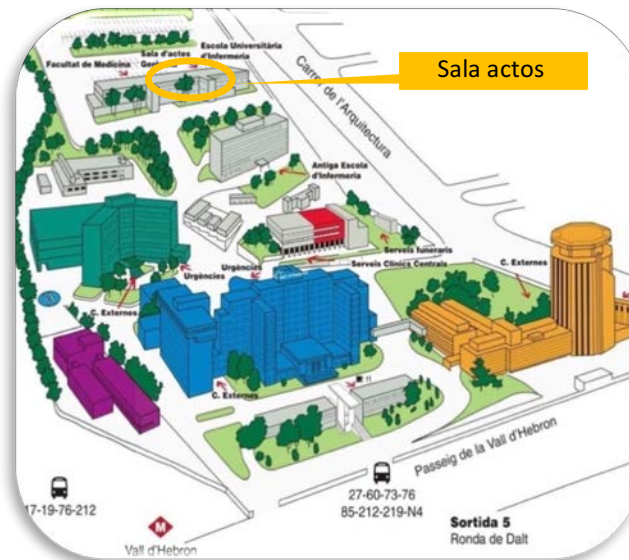 Escola Universitària
d'Infermeria
Sala d'actes
Facultat de Medicina
Sala actos
Carrer de l'Arquitectura
Antiga Escola
d'Infermeria
Serveis funeraris
Serveis Clínics Centrals
Urgències
Urgències
C. Externes
C. Externes
C. Externes
Passeig de la Vall d'Hebron
17-19-76-212
M
Vall d'Hebron
27-60-73-76
85-212-219-N4
Sortida 5
Ronda de Dalt